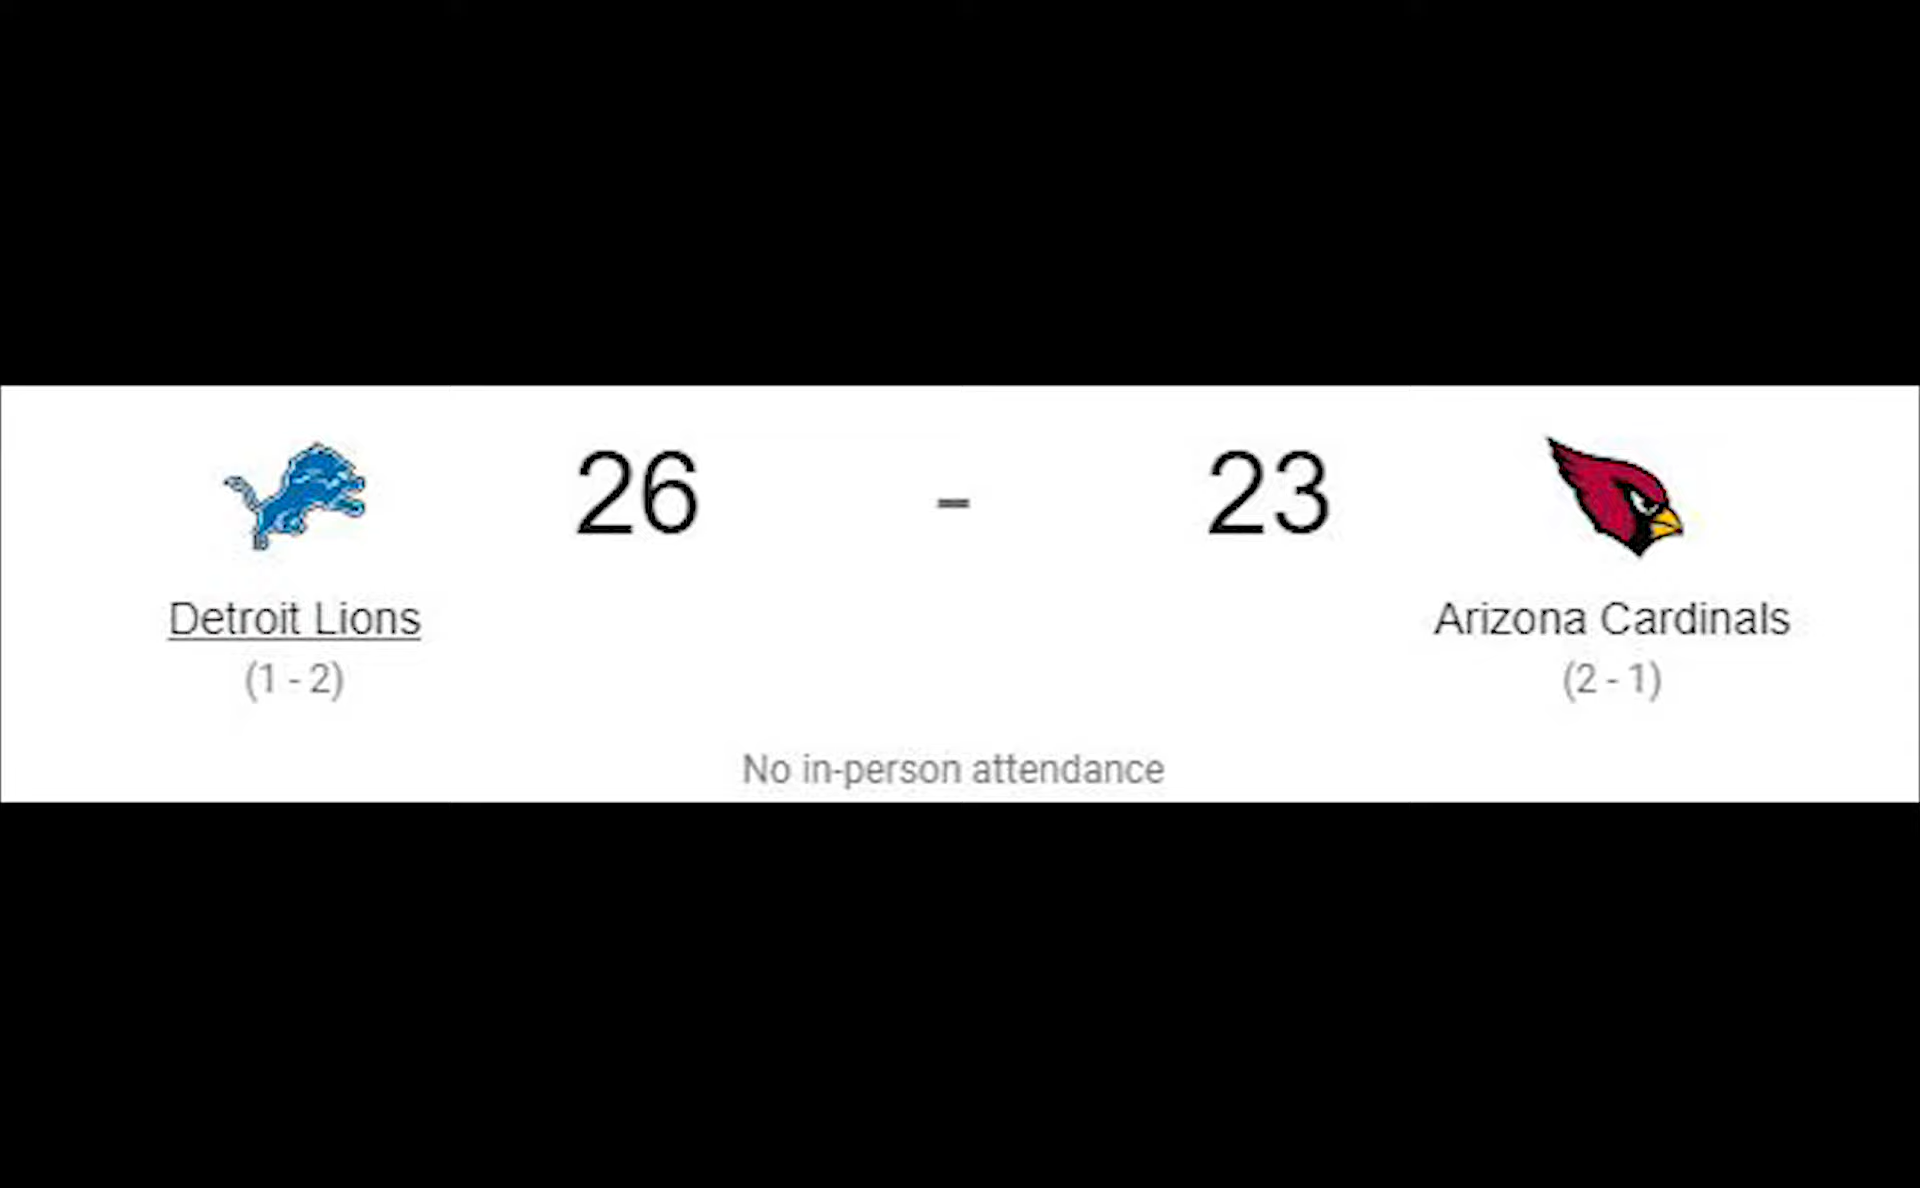 26 - 23
Detroit Lions
Arizona Cardinals
(1 - 2)
(2 - 1)
No in-person attendance